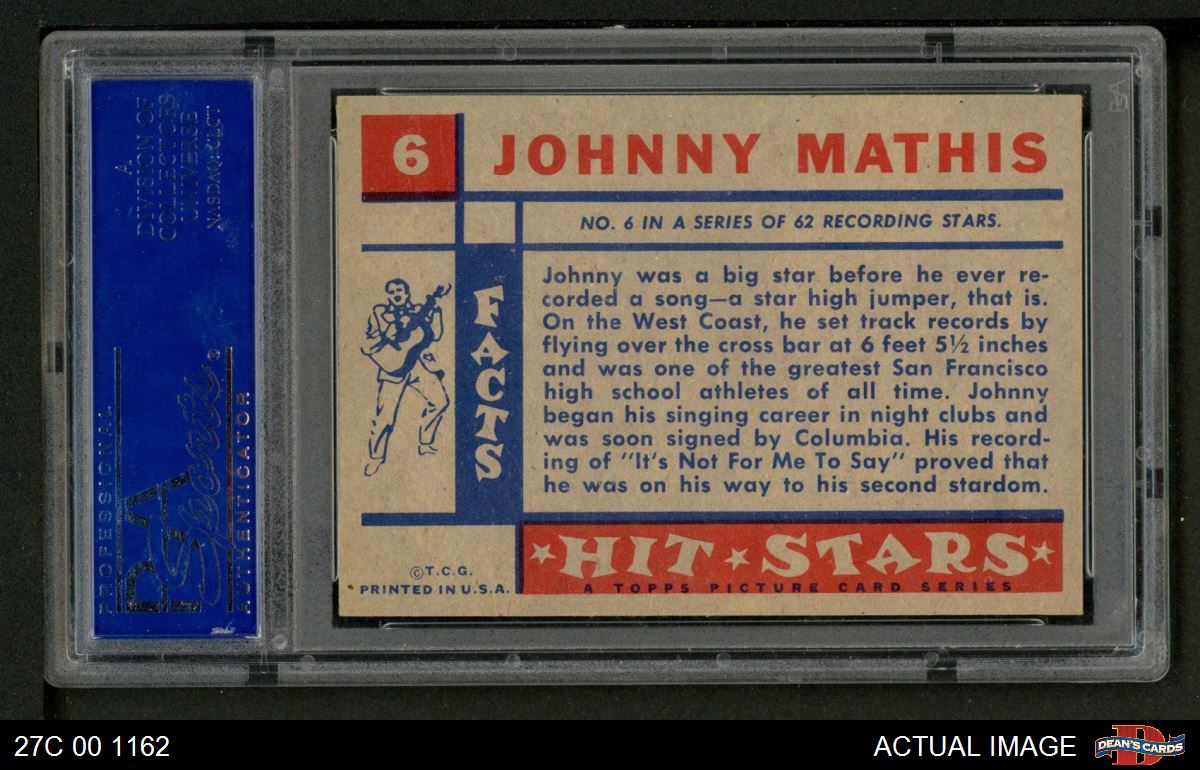 A
DIVISION OF
COLLECTORS
UNIVERSE
NASDAQ: CLCT
PROFESSIONAL
PSA
Sports®
AUTHENTICATOR
6
JOHNNY MATHIS
NO. 6 IN A SERIES OF 62 RECORDING STARS.
FACTS
Johnny was a big star before he ever re-
corded a song—a star high jumper, that is.
On the West Coast, he set track records by
flying over the cross bar at 6 feet 5½ inches
and was one of the greatest San Francisco
high school athletes of all time. Johnny
began his singing career in night clubs and
was soon signed by Columbia. His record-
ing of "It's Not For Me To Say" proved that
he was on his way to his second stardom.
©T.C.G.
* PRINTED IN U.S.A.
HIT STARS
A TOPPS PICTURE CARD SERIES
27C 00 1162
ACTUAL IMAGE
DEAN'S CARDS
DEAN'S CARDS